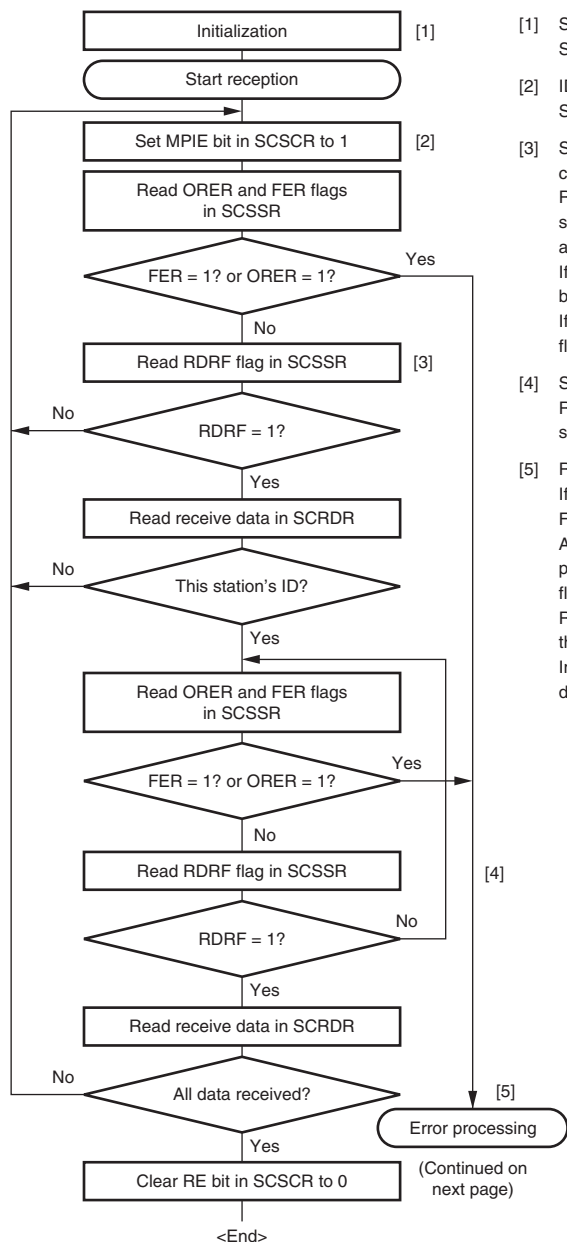 Initialization
[1]
Start reception
Set MPIE bit in SCSCR to 1
[2]
Read ORER and FER flags
in SCSSR
FER = 1? or ORER = 1?
Yes
No
Read RDRF flag in SCSSR
[3]
No
RDRF = 1?
Yes
Read receive data in SCRDR
No
This station's ID?
Yes
Read ORER and FER flags
in SCSSR
FER = 1? or ORER = 1?
Yes
No
Read RDRF flag in SCSSR
[4]
No
RDRF = 1?
Yes
Read receive data in SCRDR
No
All data received?
[5]
Error processing
Yes
(Continued on
next page)
Clear RE bit in SCSCR to 0
<End>
[1]
[2]
[3]
If
If
[4]
[5]
If